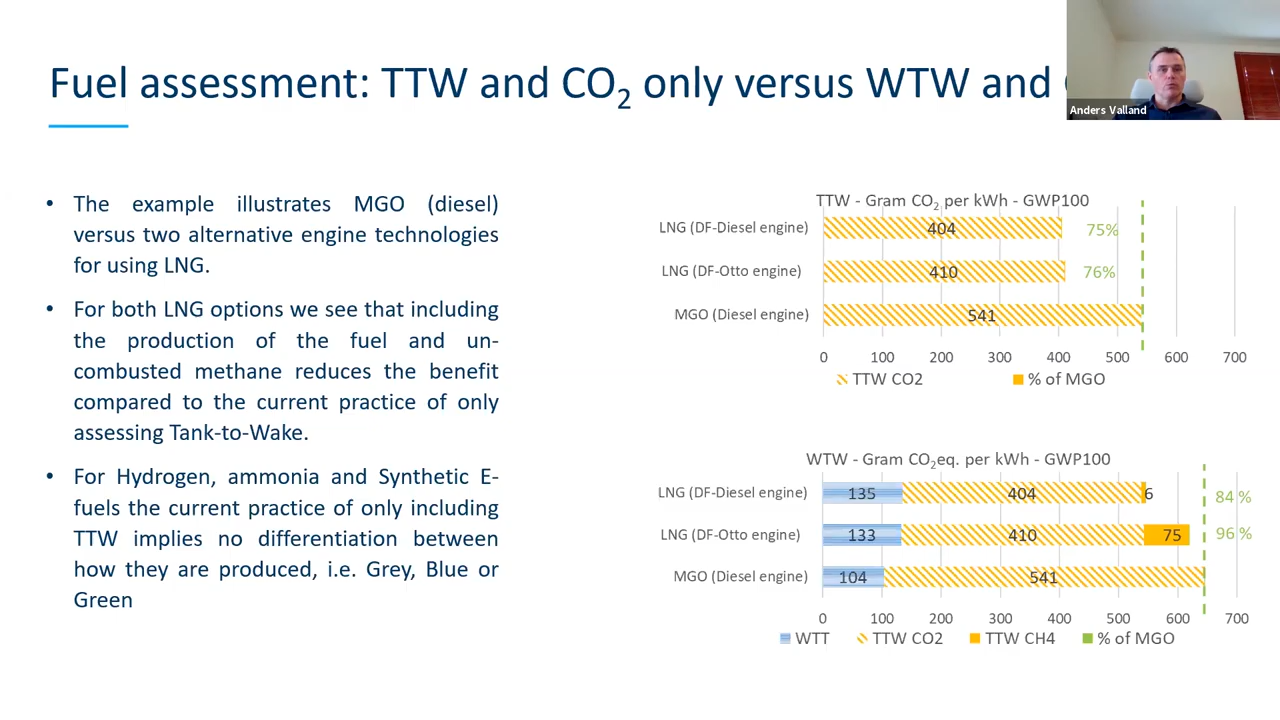 Fuel assessment: TTW and CO2 only versus WTW and
Anders Valland
• The example illustrates MGO (diesel)
versus two alternative engine technologies
for using LNG.
• For both LNG options we see that including
the production of the fuel and un-
combusted methane reduces the benefit
compared to the current practice of only
assessing Tank-to-Wake.
• For Hydrogen, ammonia and Synthetic E-
fuels the current practice of only including
TTW implies no differentiation between
how they are produced, i.e. Grey, Blue or
Green
TTW - Gram CO2 per kWh - GWP100
LNG (DF-Diesel engine) 404 75%
LNG (DF-Otto engine) 410 76%
MGO (Diesel engine) 541
0 100 200 300 400 500 600 700
TTW CO2 % of MGO
WTW - Gram CO2eq. per kWh - GWP100
LNG (DF-Diesel engine) 135 404 6 84 %
LNG (DF-Otto engine) 133 410 75 96 %
MGO (Diesel engine) 104 541
0 100 200 300 400 500 600 700
WTT TTW CO2 TTW CH4 % of MGO